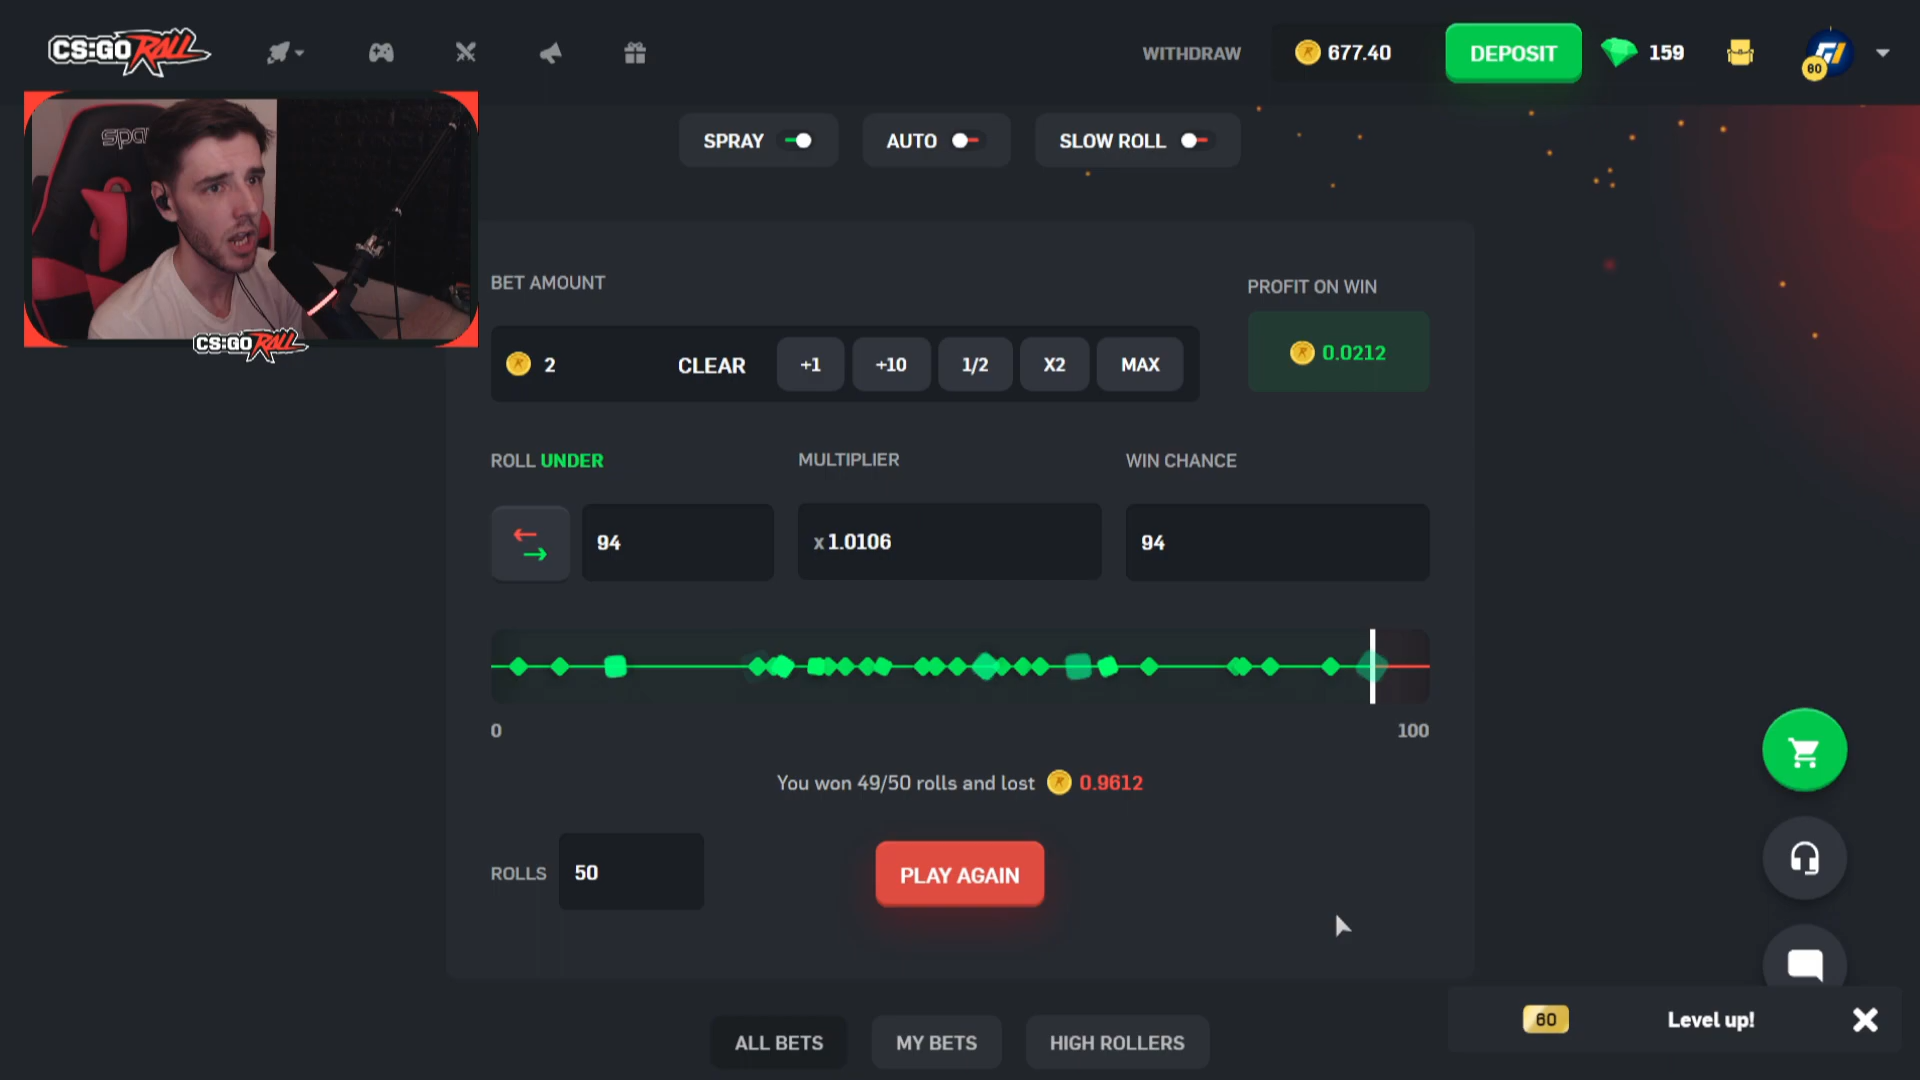 CS:GO ROLL
WITHDRAW
677.40
DEPOSIT
159
60
SPRAY
AUTO
SLOW ROLL
CS:GO ROLL
BET AMOUNT
PROFIT ON WIN
2
CLEAR
+1
+10
1/2
X2
MAX
0.0212
ROLL UNDER
MULTIPLIER
WIN CHANCE
94
x 1.0106
94
0
100
You won 49/50 rolls and lost 0.9612
ROLLS
50
PLAY AGAIN
60
Level up!
ALL BETS
MY BETS
HIGH ROLLERS